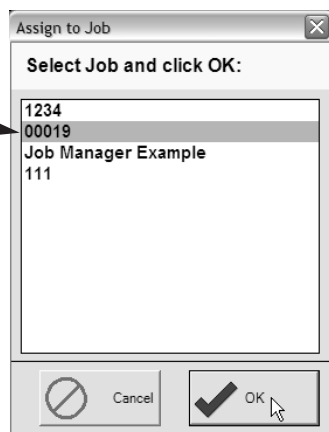 Assign to Job
Select Job and click OK:
1234
00019
Job Manager Example
111
Cancel
OK